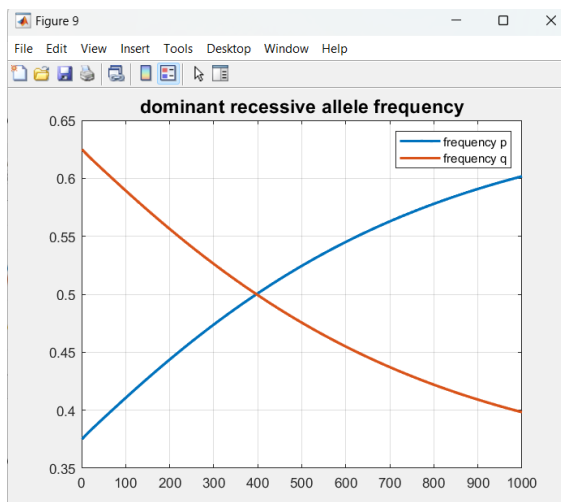 Figure 9
File Edit View Insert Tools Desktop Window Help
dominant recessive allele frequency
frequency p
frequency q
0.65
0.6
0.55
0.5
0.45
0.4
0.35
0 100 200 300 400 500 600 700 800 900 1000